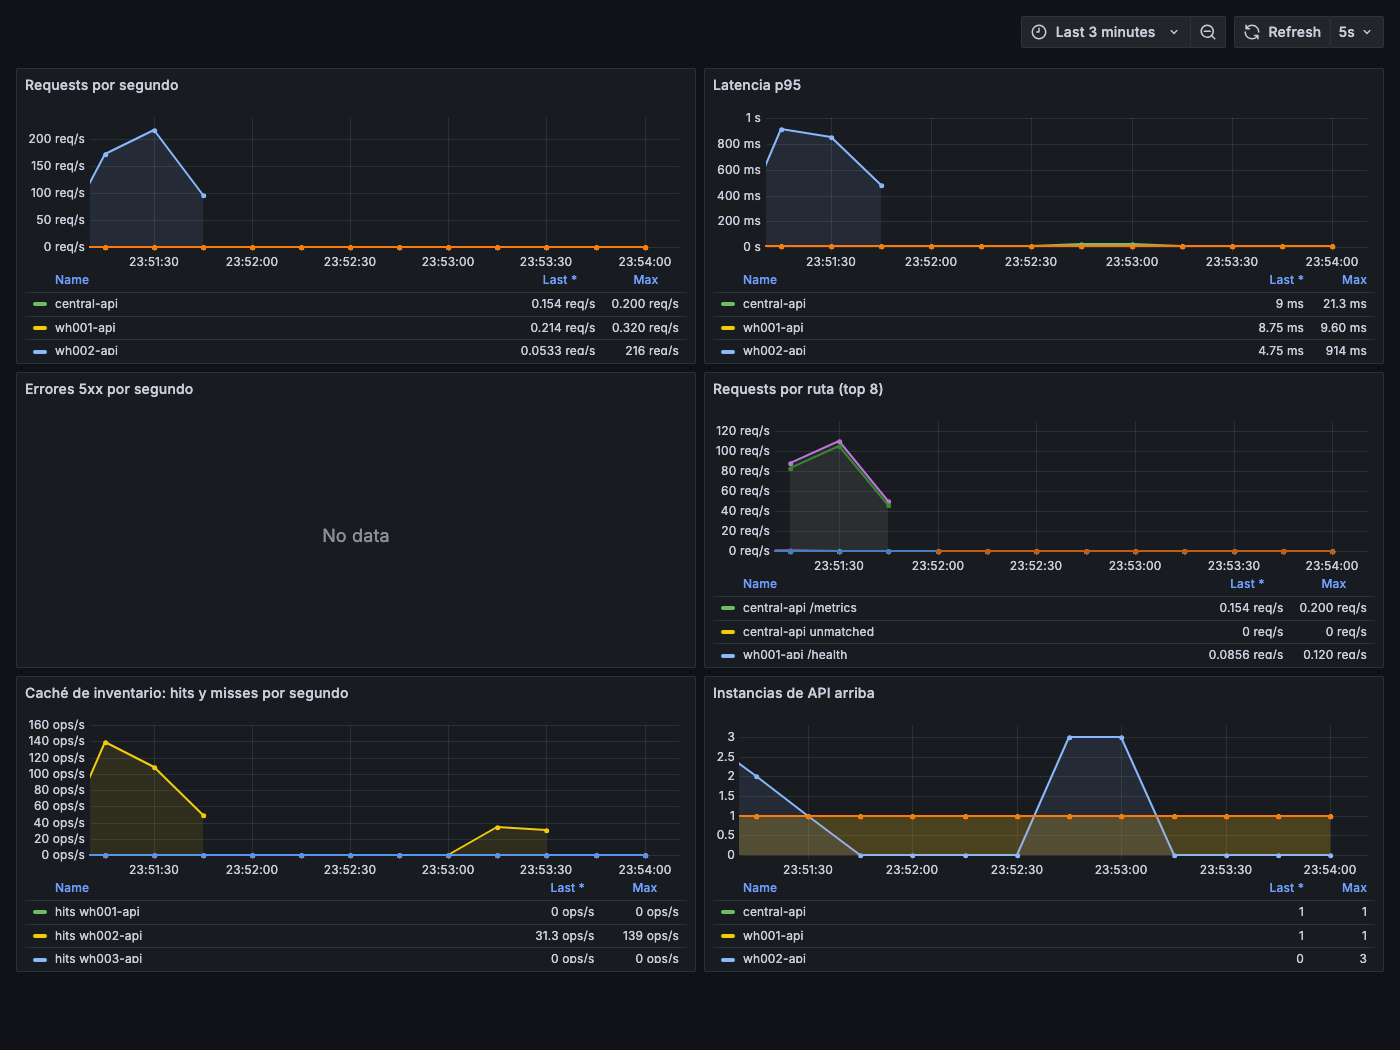 Last 3 minutes
Refresh
5s
Requests por segundo
200 req/s
150 req/s
100 req/s
50 req/s
0 req/s
23:51:30 23:52:00 23:52:30 23:53:00 23:53:30 23:54:00
Name Last * Max
central-api 0.154 req/s 0.200 req/s
wh001-api 0.214 req/s 0.320 req/s
wh002-api 0.0533 req/s 216 req/s
Latencia p95
1 s
800 ms
600 ms
400 ms
200 ms
0 s
23:51:30 23:52:00 23:52:30 23:53:00 23:53:30 23:54:00
Name Last * Max
central-api 9 ms 21.3 ms
wh001-api 8.75 ms 9.60 ms
wh002-api 4.75 ms 914 ms
Errores 5xx por segundo
No data
Requests por ruta (top 8)
120 req/s
100 req/s
80 req/s
60 req/s
40 req/s
20 req/s
0 req/s
23:51:30 23:52:00 23:52:30 23:53:00 23:53:30 23:54:00
Name Last * Max
central-api /metrics 0.154 req/s 0.200 req/s
central-api unmatched 0 req/s 0 req/s
wh001-api /health 0.0856 req/s 0.120 req/s
Caché de inventario: hits y misses por segundo
160 ops/s
140 ops/s
120 ops/s
100 ops/s
80 ops/s
60 ops/s
40 ops/s
20 ops/s
0 ops/s
23:51:30 23:52:00 23:52:30 23:53:00 23:53:30 23:54:00
Name Last * Max
hits wh001-api 0 ops/s 0 ops/s
hits wh002-api 31.3 ops/s 139 ops/s
hits wh003-api 0 ops/s 0 ops/s
Instancias de API arriba
3
2.5
2
1.5
1
0.5
0
23:51:30 23:52:00 23:52:30 23:53:00 23:53:30 23:54:00
Name Last * Max
central-api 1 1
wh001-api 1 1
wh002-api 0 3